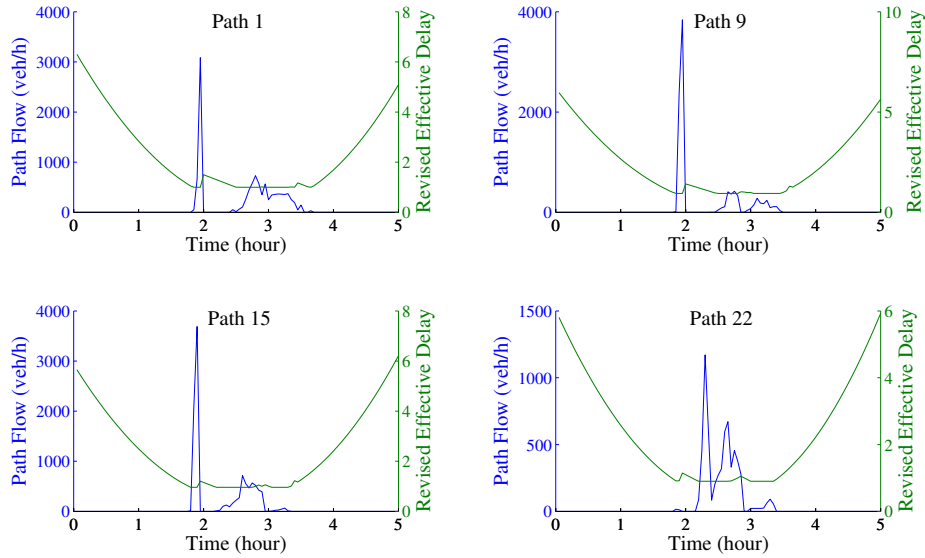 Path 1
4000
3000
2000
1000
0
Path Flow (veh/h)
8
6
4
2
0
Revised Effective Delay
0 1 2 3 4 5
Time (hour)
Path 9
4000
3000
2000
1000
0
Path Flow (veh/h)
10
5
0
Revised Effective Delay
0 1 2 3 4 5
Time (hour)
Path 15
4000
3000
2000
1000
0
Path Flow (veh/h)
8
6
4
2
0
Revised Effective Delay
0 1 2 3 4 5
Time (hour)
Path 22
1500
1000
500
0
Path Flow (veh/h)
6
4
2
0
Revised Effective Delay
0 1 2 3 4 5
Time (hour)